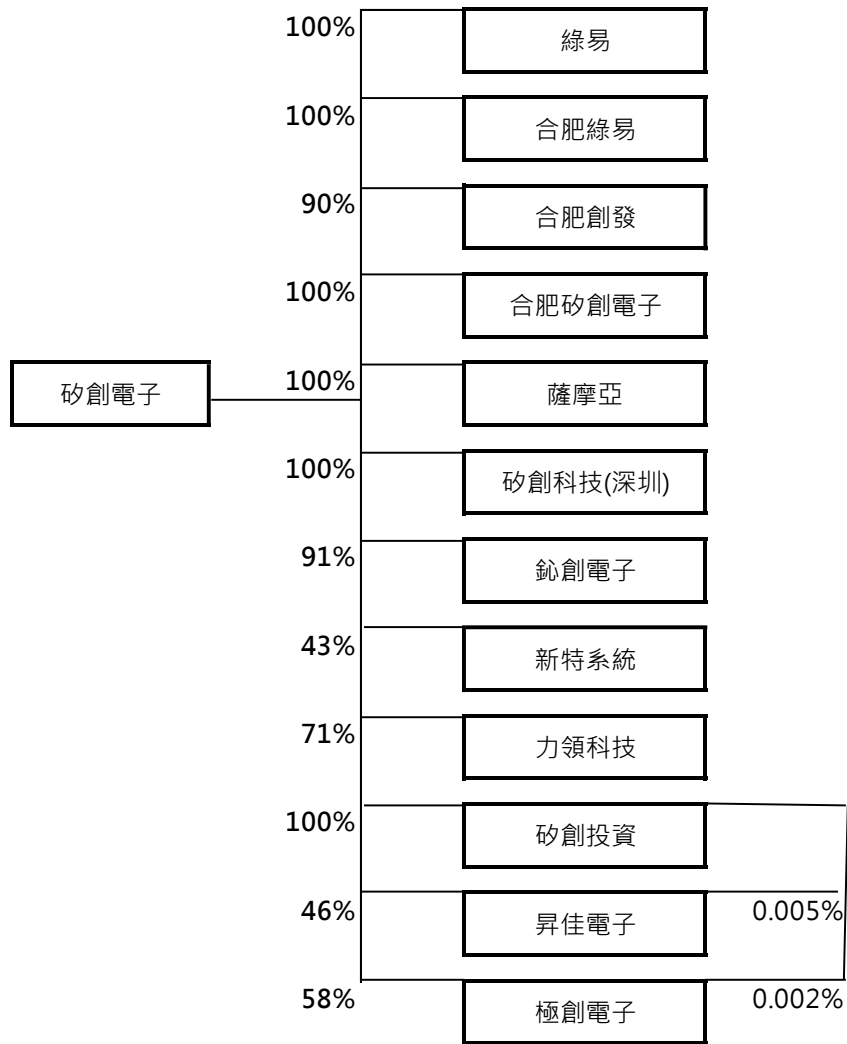 100%
綠易
100%
合肥綠易
90%
合肥創發
100%
合肥矽創電子
矽創電子
100%
薩摩亞
100%
矽創科技(深圳)
91%
鈊創電子
43%
新特系統
71%
力領科技
100%
矽創投資
46%
昇佳電子
0.005%
58%
極創電子
0.002%